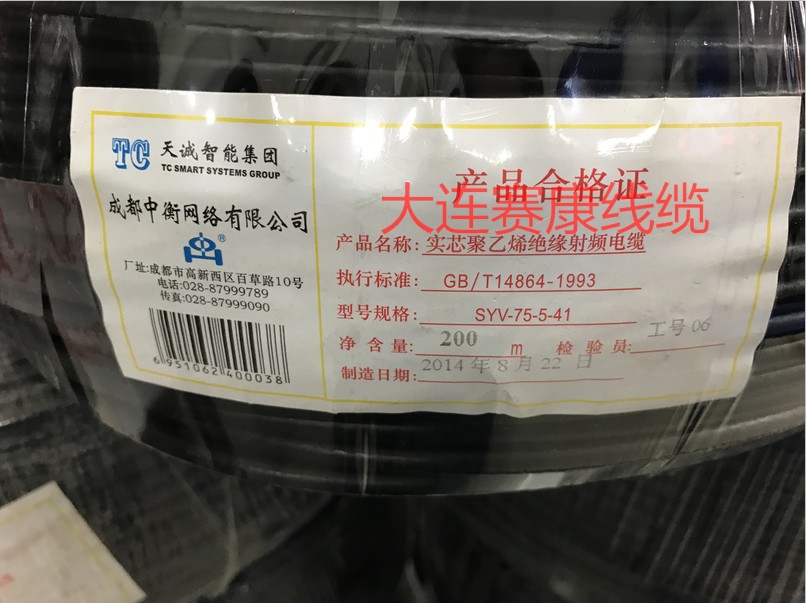 TC 天诚智能集团
TC SMART SYSTEMS GROUP
成都中衡网络有限公司
®
厂址:成都市高新西区百草路10号
电话:028-87999789
传真:028-87999090
6 951062 400038
产品合格证
大连赛康线缆
产品名称: 实芯聚乙烯绝缘射频电缆
执行标准: GB/T14864-1993
型号规格: SYV-75-5-41
净含量: 200 m 检验员: 工号06
制造日期: 2014年8月22日